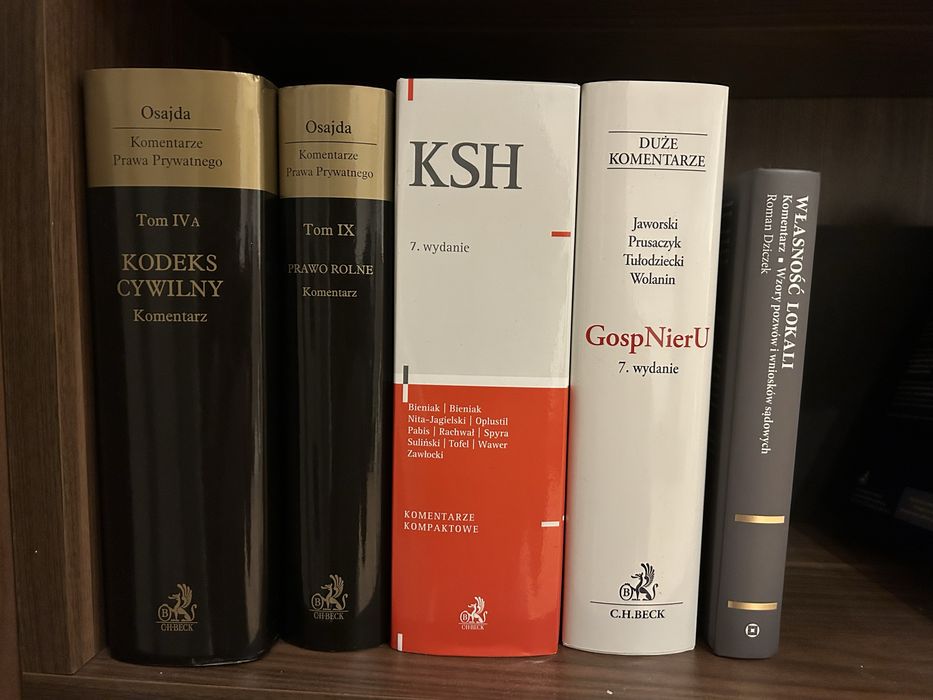 Osajda
Komentarze
Prawa Prywatnego
Tom IVA
KODEKS
CYWILNY
Komentarz
B
C·H·BECK
Osajda
Komentarze
Prawa Prywatnego
Tom IX
PRAWO ROLNE
Komentarz
B
C·H·BECK
KSH
7. wydanie
Bieniak | Bieniak
Nita-Jagielski | Oplustil
Pabis | Rachwał | Spyra
Suliński | Tofel | Wawer
Zawłocki
KOMENTARZE
KOMPAKTOWE
B
C·H·BECK
DUŻE
KOMENTARZE
Jaworski
Prusaczyk
Tułodziecki
Wolanin
GospNierU
7. wydanie
B
C.H.BECK
WŁASNOŚĆ LOKALI
Komentarz ▪ Wzory pozwów i wniosków sądowych
Roman Dziczek